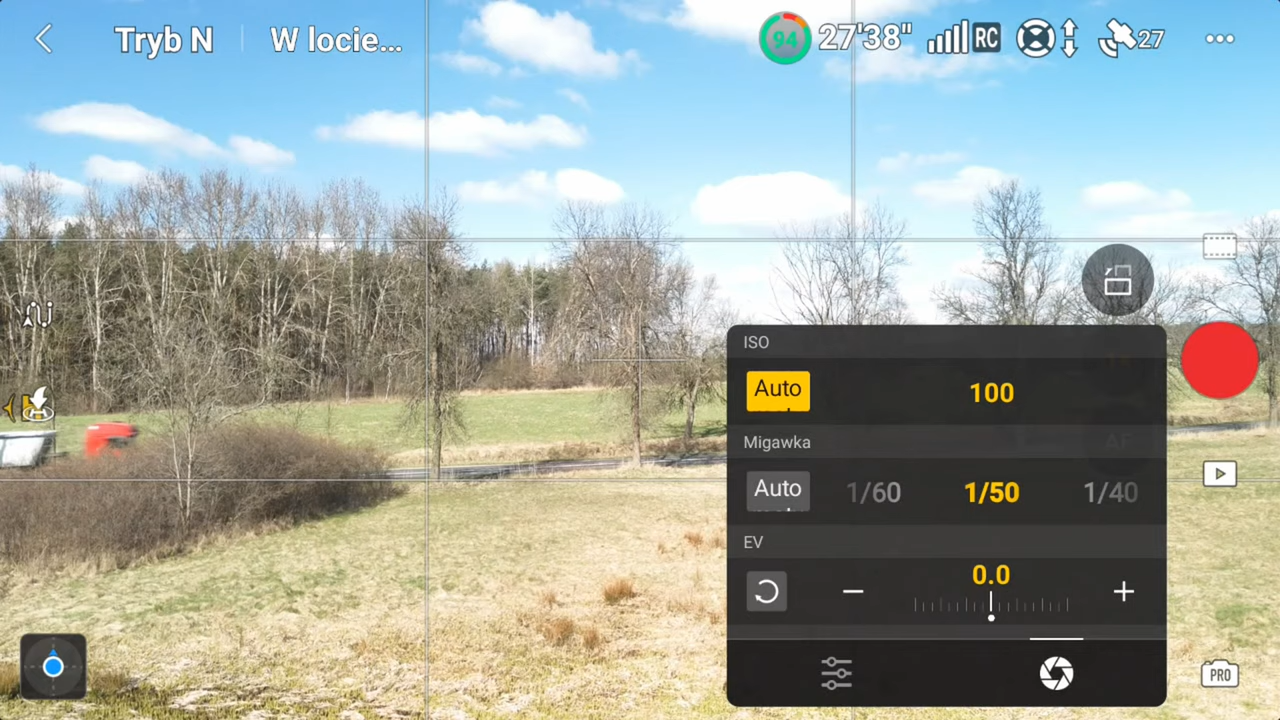 Tryb N
W locie...
94
27'38"
RC
27
ISO
Auto
100
Migawka
Auto
1/60
1/50
1/40
EV
0.0
PRO